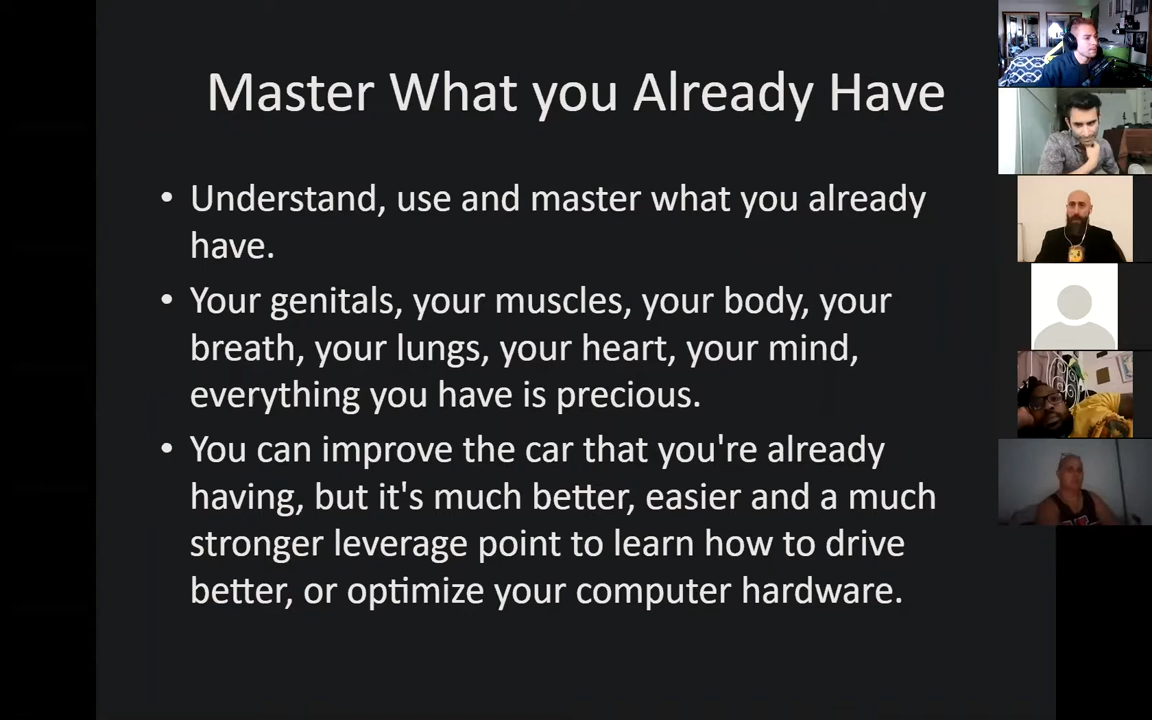 Master What you Already Have
• Understand, use and master what you already
have.
• Your genitals, your muscles, your body, your
breath, your lungs, your heart, your mind,
everything you have is precious.
• You can improve the car that you're already
having, but it's much better, easier and a much
stronger leverage point to learn how to drive
better, or optimize your computer hardware.